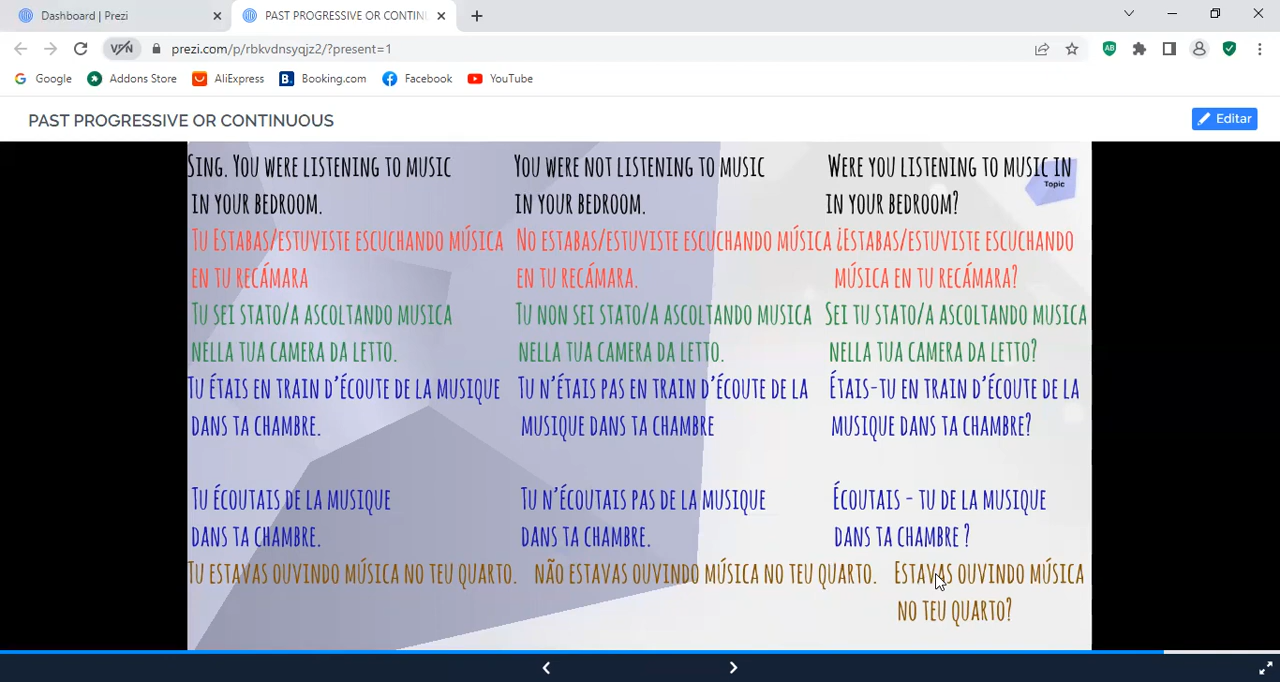 Dashboard | Prezi
PAST PROGRESSIVE OR CONTIN
VPN
prezi.com/p/rbkvdnsyqjz2/?present=1
Google
Addons Store
AliExpress
B.
Booking.com
Facebook
YouTube
PAST PROGRESSIVE OR CONTINUOUS
Editar
SING. YOU WERE LISTENING TO MUSIC
IN YOUR BEDROOM.
YOU WERE NOT LISTENING TO MUSIC
IN YOUR BEDROOM.
WERE YOU LISTENING TO MUSIC IN
IN YOUR BEDROOM?
Topic
TU ESTABAS/ESTUVISTE ESCUCHANDO MÚSICA
EN TU RECÁMARA
NO ESTABAS/ESTUVISTE ESCUCHANDO MÚSICA
EN TU RECÁMARA.
¿ESTABAS/ESTUVISTE ESCUCHANDO
MÚSICA EN TU RECÁMARA?
TU SEI STATO/A ASCOLTANDO MUSICA
NELLA TUA CAMERA DA LETTO.
TU NON SEI STATO/A ASCOLTANDO MUSICA
NELLA TUA CAMERA DA LETTO.
SEI TU STATO/A ASCOLTANDO MUSICA
NELLA TUA CAMERA DA LETTO?
TU ÉTAIS EN TRAIN D'ÉCOUTE DE LA MUSIQUE
DANS TA CHAMBRE.
TU N'ÉTAIS PAS EN TRAIN D'ÉCOUTE DE LA
MUSIQUE DANS TA CHAMBRE
ÉTAIS-TU EN TRAIN D'ÉCOUTE DE LA
MUSIQUE DANS TA CHAMBRE?
TU ÉCOUTAIS DE LA MUSIQUE
DANS TA CHAMBRE.
TU N'ÉCOUTAIS PAS DE LA MUSIQUE
DANS TA CHAMBRE.
ÉCOUTAIS - TU DE LA MUSIQUE
DANS TA CHAMBRE ?
TU ESTAVAS OUVINDO MÚSICA NO TEU QUARTO.
NÃO ESTAVAS OUVINDO MÚSICA NO TEU QUARTO.
ESTAVAS OUVINDO MÚSICA
NO TEU QUARTO?